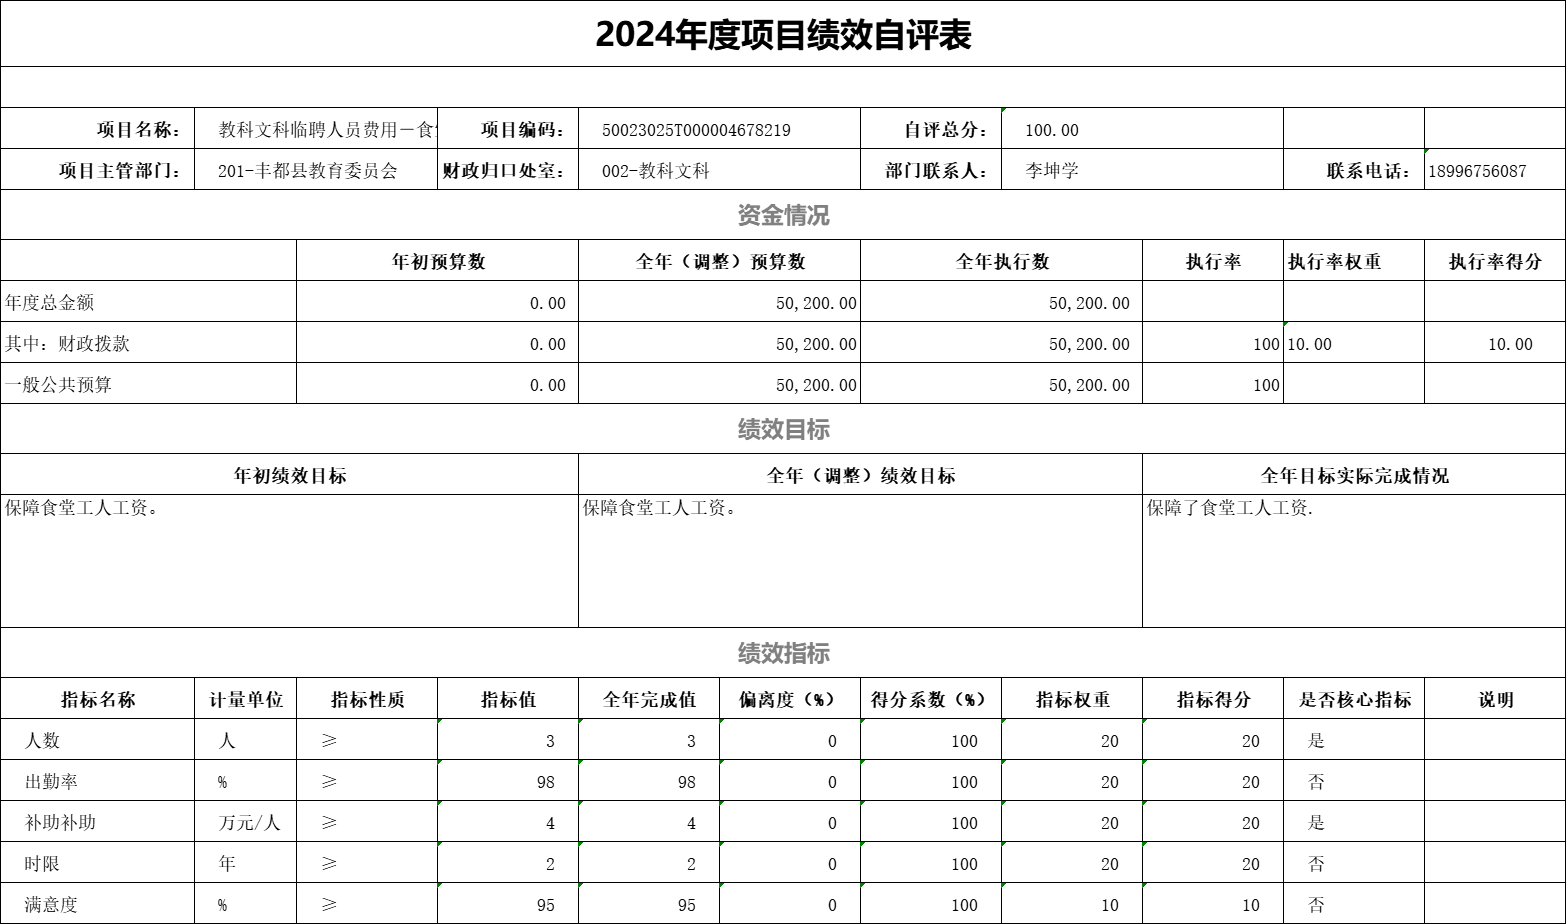 2024年度项目绩效自评表
项目名称： 教科文科临聘人员费用－食 项目编码： 50023025T000004678219 自评总分： 100.00
项目主管部门： 201-丰都县教育委员会 财政归口处室： 002-教科文科 部门联系人： 李坤学 联系电话： 18996756087
资金情况
年初预算数 全年（调整）预算数 全年执行数 执行率 执行率权重 执行率得分
年度总金额 0.00 50,200.00 50,200.00
其中：财政拨款 0.00 50,200.00 50,200.00 100 10.00 10.00
一般公共预算 0.00 50,200.00 50,200.00 100
绩效目标
年初绩效目标 全年（调整）绩效目标 全年目标实际完成情况
保障食堂工人工资。 保障食堂工人工资。 保障了食堂工人工资.
绩效指标
指标名称 计量单位 指标性质 指标值 全年完成值 偏离度（%） 得分系数（%） 指标权重 指标得分 是否核心指标 说明
人数 人 ≥ 3 3 0 100 20 20 是
出勤率 % ≥ 98 98 0 100 20 20 否
补助补助 万元/人 ≥ 4 4 0 100 20 20 是
时限 年 ≥ 2 2 0 100 20 20 否
满意度 % ≥ 95 95 0 100 10 10 否